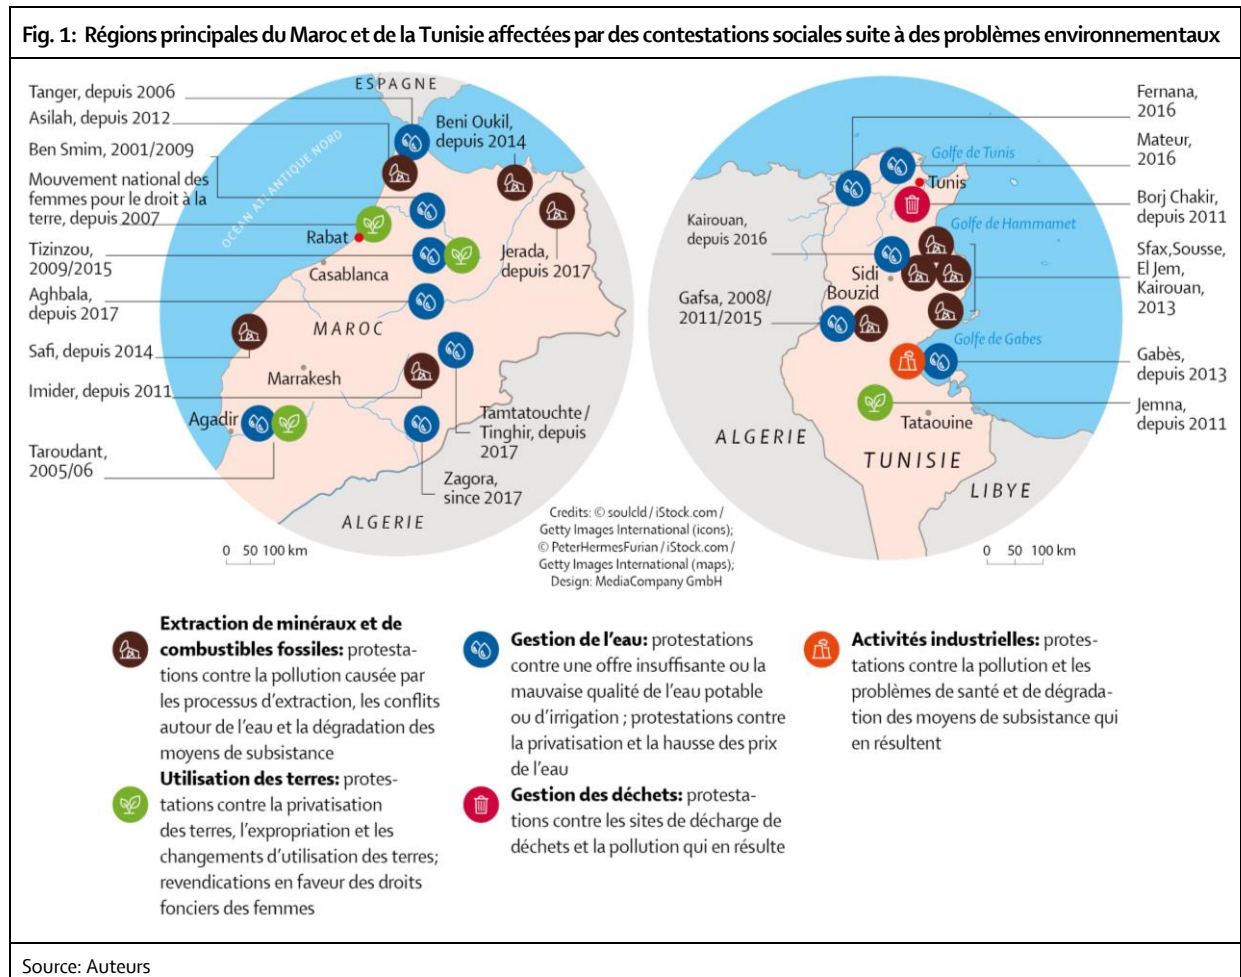 Fig. 1: Régions principales du Maroc et de la Tunisie affectées par des contestations sociales suite à des problèmes environnementaux
Tanger, depuis 2006
Asilah, depuis 2012
Ben Smim, 2001/2009
Mouvement national des
femmes pour le droit à la
terre, depuis 2007
Tizinzou,
2009/2015
Aghbala,
depuis 2017
Safi, depuis 2014
Imider, depuis 2011
Taroudant,
2005/06
ESPAGNE
OCÉAN ATLANTIQUE NORD
Beni Oukil,
depuis 2014
Rabat
Casablanca
Jerada,
depuis 2017
MAROC
Marrakesh
Agadir
Tamtatouchte /
Tinghir, depuis
2017
Zagora,
since 2017
ALGERIE
0 50 100 km
Fernana,
2016
Mateur,
2016
Golfe de Tunis
Tunis
Borj Chakir,
depuis 2011
Golfe de Hammamet
Kairouan,
depuis 2016
Sfax,Sousse,
El Jem,
Kairouan,
2013
Sidi
Bouzid
Gafsa, 2008/
2011/2015
Golfe de Gabes
Gabès,
depuis 2013
Jemna,
depuis 2011
Tataouine
ALGERIE
TUNISIE
LIBYE
0 50 100 km
Credits: © soulcld / iStock.com /
Getty Images International (icons);
© PeterHermesFurian / iStock.com /
Getty Images International (maps);
Design: MediaCompany GmbH
Extraction de minéraux et de
combustibles fossiles: protesta-
tions contre la pollution causée par
les processus d'extraction, les conflits
autour de l'eau et la dégradation des
moyens de subsistance
Utilisation des terres: protes-
tations contre la privatisation
des terres, l'expropriation et les
changements d'utilisation des terres;
revendications en faveur des droits
fonciers des femmes
Gestion de l'eau: protestations
contre une offre insuffisante ou la
mauvaise qualité de l'eau potable
ou d'irrigation ; protestations contre
la privatisation et la hausse des prix
de l'eau
Gestion des déchets: protesta-
tions contre les sites de décharge de
déchets et la pollution qui en résulte
Activités industrielles: protes-
tations contre la pollution et les
problèmes de santé et de dégrada-
tion des moyens de subsistance qui
en résultent
Source: Auteurs